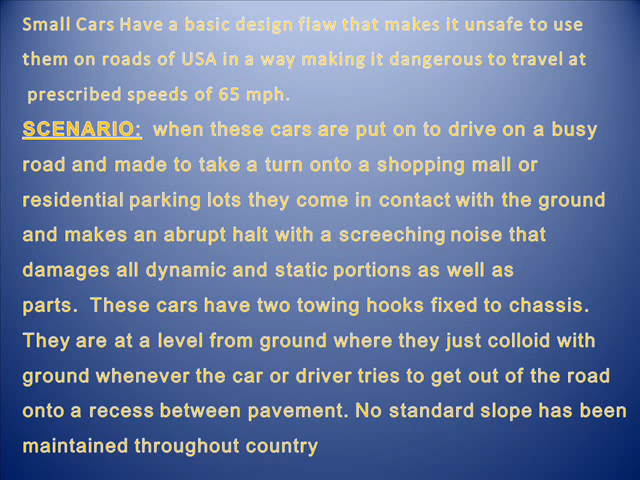 Small Cars Have a basic design flaw that makes it unsafe to use
them on roads of USA in a way making it dangerous to travel at
prescribed speeds of 65 mph.
SCENARIO: when these cars are put on to drive on a busy
road and made to take a turn onto a shopping mall or
residential parking lots they come in contact with the ground
and makes an abrupt halt with a screeching noise that
damages all dynamic and static portions as well as
parts. These cars have two towing hooks fixed to chassis.
They are at a level from ground where they just colloid with
ground whenever the car or driver tries to get out of the road
onto a recess between pavement. No standard slope has been
maintained throughout country